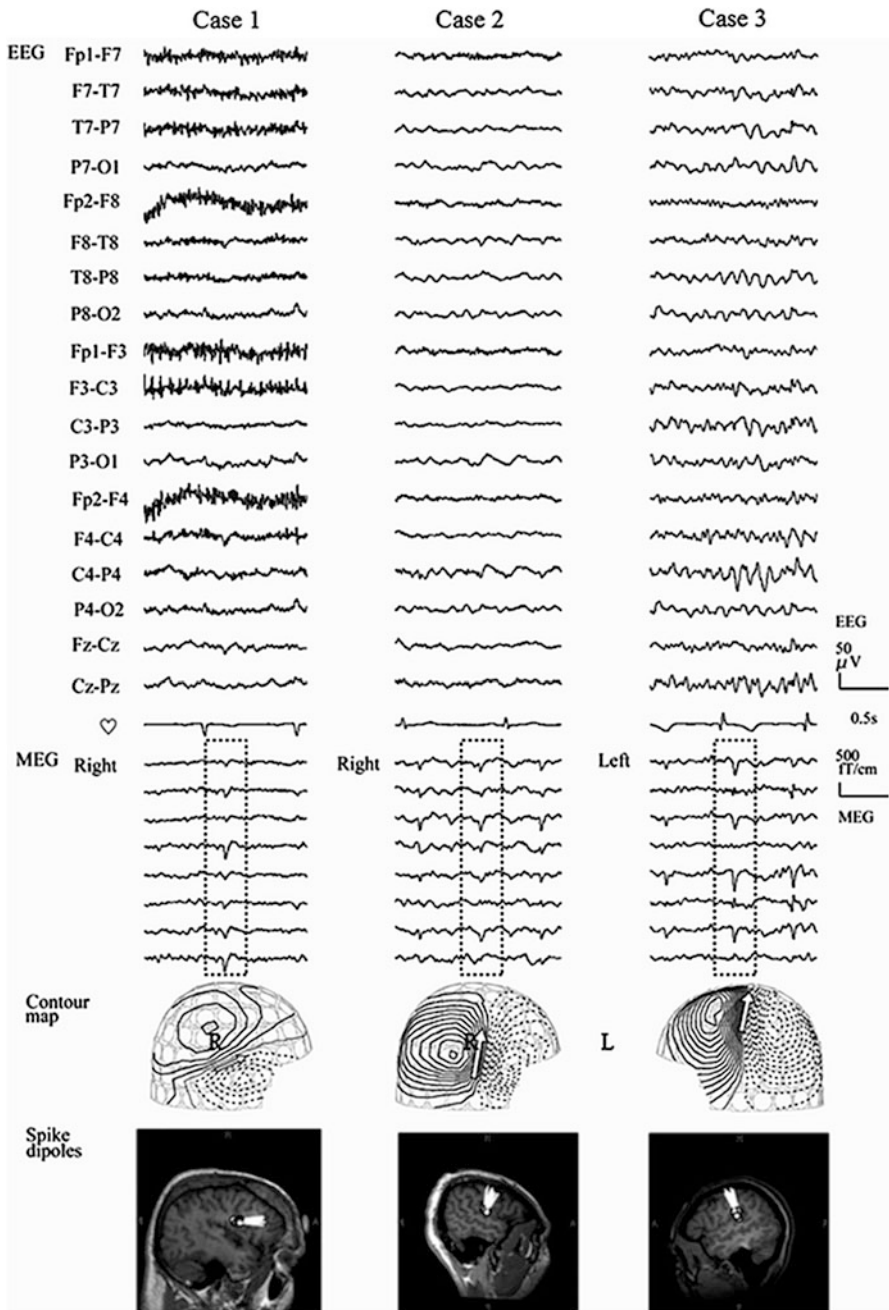 Case 1 Case 2 Case 3
EEG Fp1-F7
F7-T7
T7-P7
P7-O1
Fp2-F8
F8-T8
T8-P8
P8-O2
Fp1-F3
F3-C3
C3-P3
P3-O1
Fp2-F4
F4-C4
C4-P4
P4-O2
EEG
Fz-Cz
50
μV
Cz-Pz
♡ 0.5s
MEG Right Right Left 500
fT/cm
MEG
Contour
map
R R L
Spike
dipoles